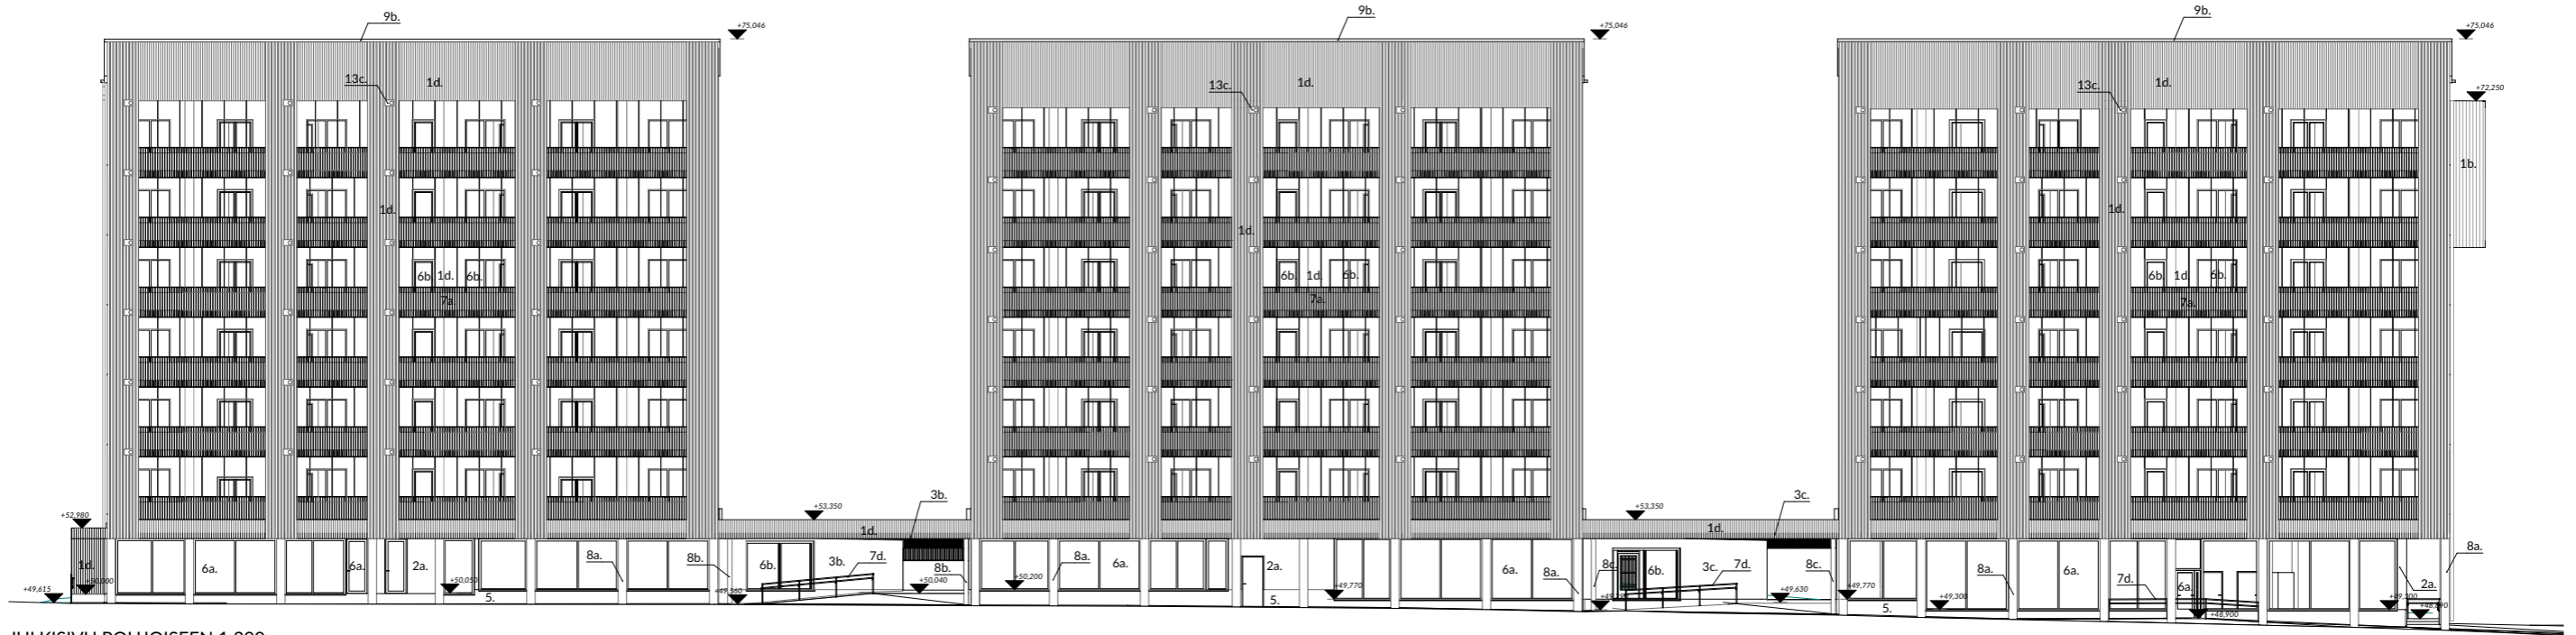 9b.
9b.
9b.
+75,046
+75,046
+75,046
13c.
1d.
13c.
1d.
13c.
1d.
+72,250
1b.
1d.
1d.
1d.
6b.
1d.
6b.
6b.
1d.
6b.
6b.
1d.
6b.
7a.
7a.
7a.
+52,980
+53,350
3b.
+53,350
3c.
1d.
1d.
1d.
6a.
6a.
2a.
8a.
8b.
6b.
3b.
7d.
8b.
8a.
6a.
2a.
6a.
8a.
8c.
6b.
3c.
7d.
8c.
8a.
6a.
7d.
6a.
2a.
8a.
+49,615
+50,000
+50,050
+50,040
+50,200
+49,770
+49,630
+49,770
+49,300
+48,900
5.
5.
5.